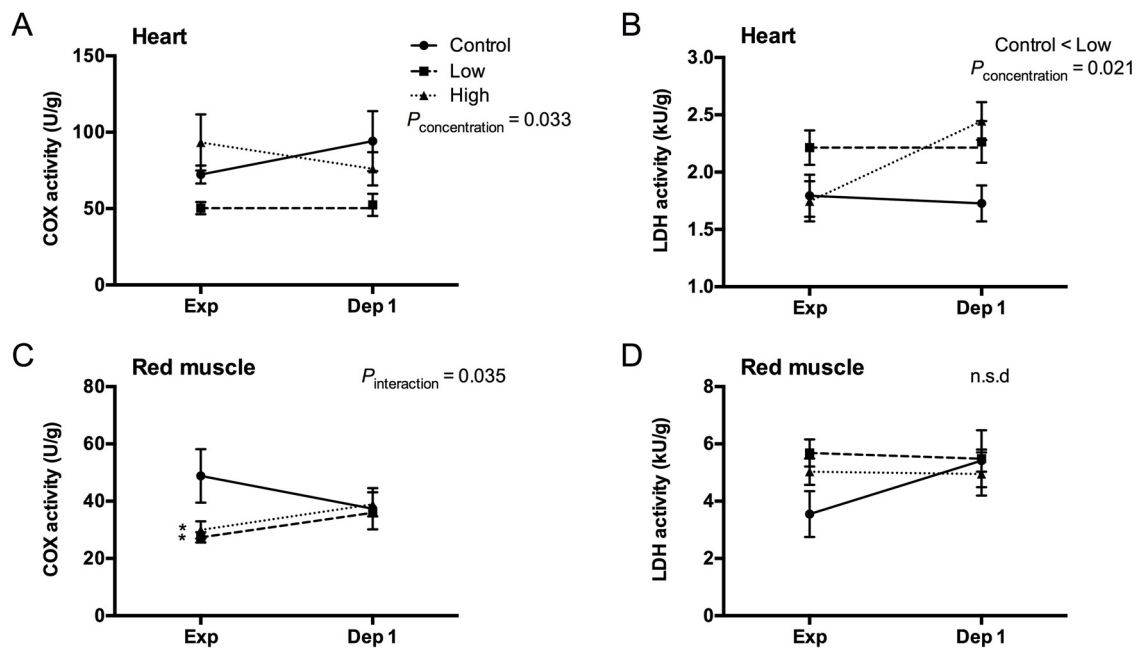 A
Heart
Control
Low
High
Pconcentration = 0.033
COX activity (U/g)
150
100
50
0
Exp
Dep 1
B
Heart
Control < Low
Pconcentration = 0.021
LDH activity (kU/g)
3.0
2.5
2.0
1.5
1.0
Exp
Dep 1
C
Red muscle
Pinteraction = 0.035
COX activity (U/g)
80
60
40
20
0
*
*
Exp
Dep 1
D
Red muscle
n.s.d
LDH activity (kU/g)
8
6
4
2
0
Exp
Dep 1